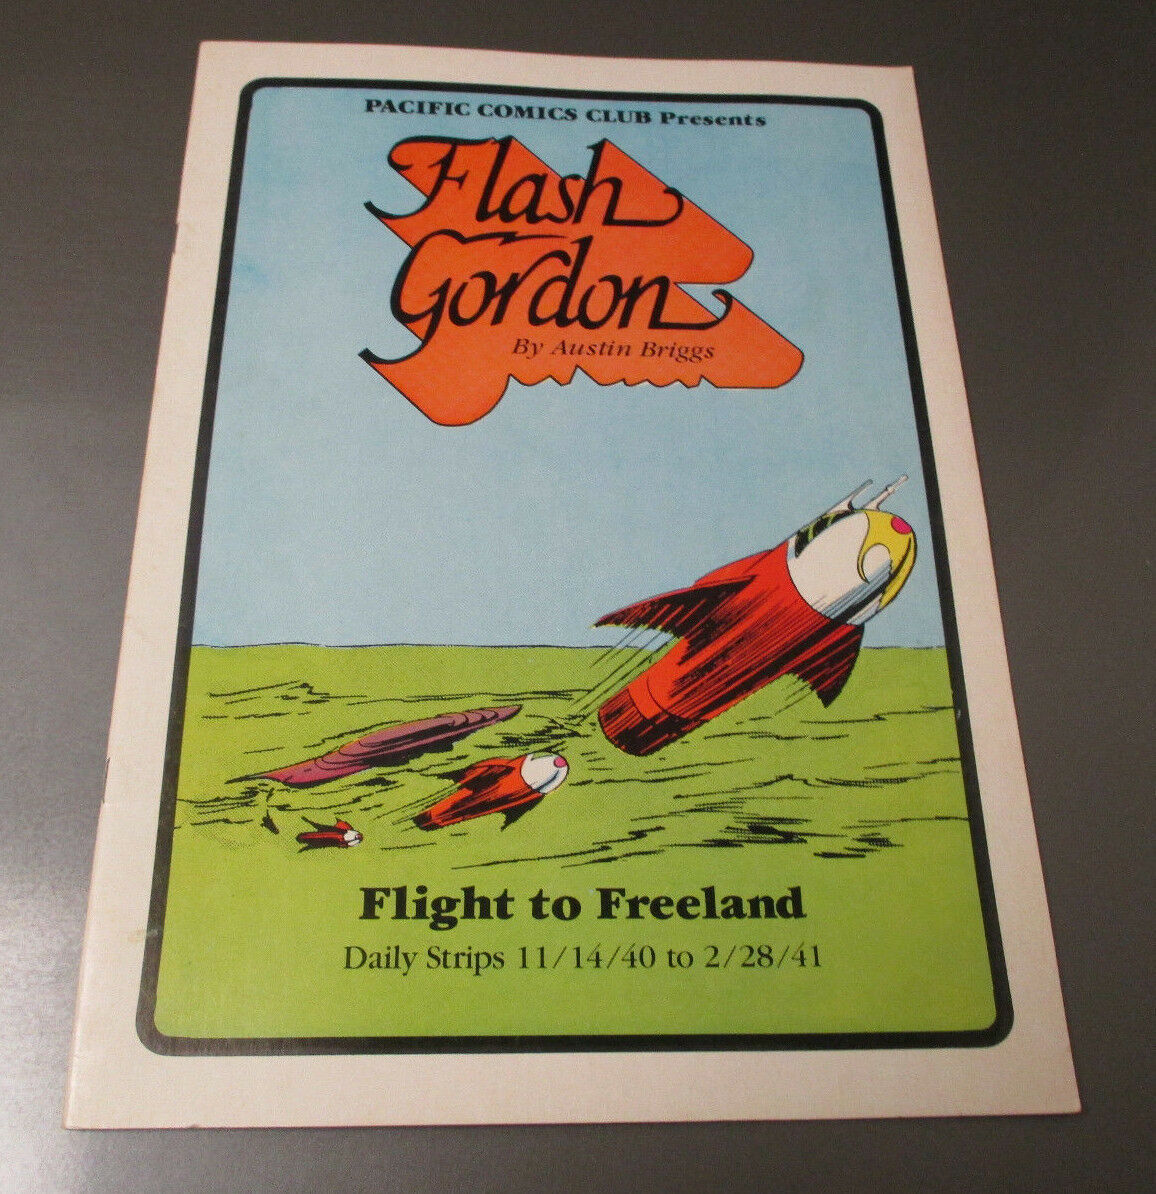 PACIFIC COMICS CLUB Presents
Flash
Gordon
By Austin Briggs
Flight to Freeland
Daily Strips 11/14/40 to 2/28/41